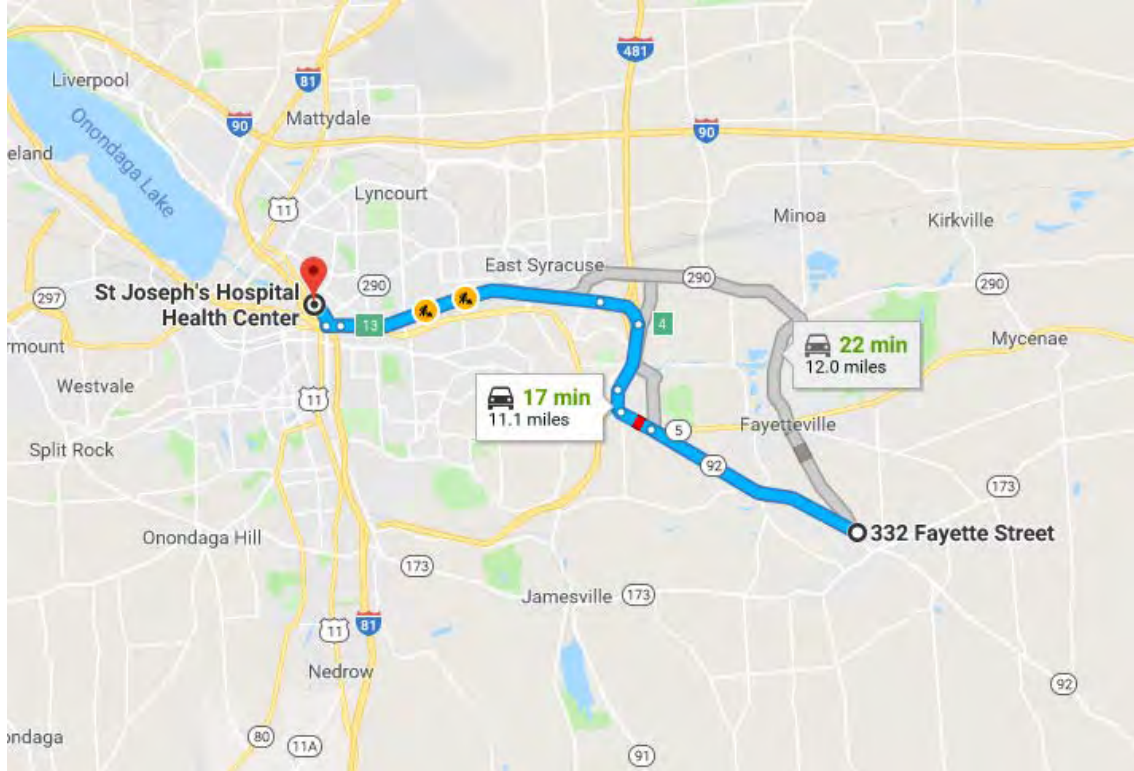 481
Liverpool
81
Mattydale
90
90
Onondaga Lake
eland
Lyncourt
11
Minoa
Kirkville
East Syracuse
290
290
290
297
St Joseph's Hospital
Health Center
13
4
rmount
22 min
12.0 miles
Mycenae
Westvale
11
17 min
11.1 miles
5
Fayetteville
Split Rock
92
173
332 Fayette Street
Onondaga Hill
173
Jamesville
173
11
81
Nedrow
92
80
11A
ondaga
91